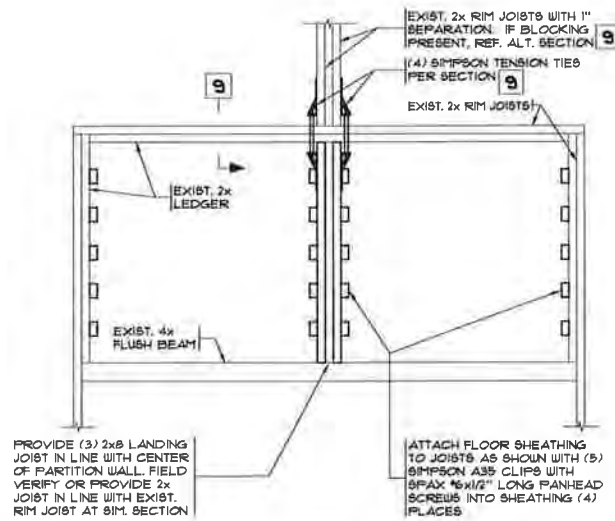 EXIST. 2x RIM JOISTS WITH 1"
SEPARATION. IF BLOCKING
PRESENT, REF. ALT. SECTION 9
(4) SIMPSON TENSION TIES
PER SECTION 9
EXIST. 2x RIM JOISTS
9
EXIST. 2x
LEDGER
EXIST. 4x
FLUSH BEAM
PROVIDE (3) 2x8 LANDING
JOIST IN LINE WITH CENTER
OF PARTITION WALL. FIELD
VERIFY OR PROVIDE 2x
JOIST IN LINE WITH EXIST.
RIM JOIST AT SIM. SECTION
ATTACH FLOOR SHEATHING
TO JOISTS AS SHOWN WITH (5)
SIMPSON A35 CLIPS WITH
SPAX #6x1/2" LONG PANHEAD
SCREWS INTO SHEATHING (4)
PLACES